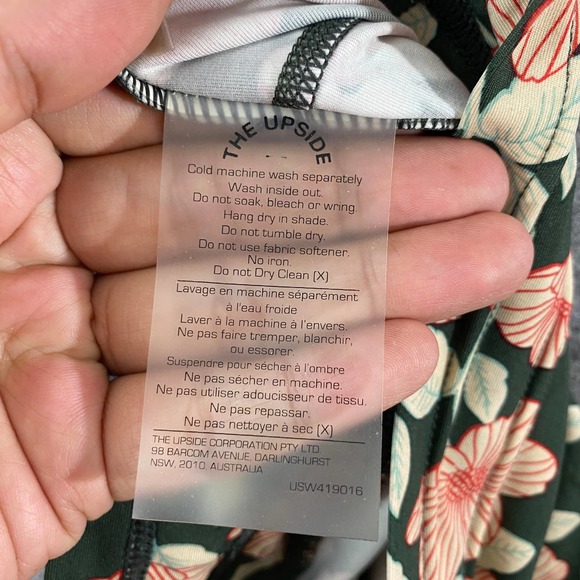 THE UPSIDE
Cold machine wash separately
Wash inside out.
Do not soak, bleach or wring.
Hang dry in shade.
Do not tumble dry.
Do not use fabric softener.
No iron.
Do not Dry Clean (X)
Lavage en machine séparément
à l'eau froide
Laver à la machine à l'envers.
Ne pas faire tremper, blanchir,
ou essorer.
Suspendre pour sécher à l'ombre
Ne pas sécher en machine.
Ne pas utiliser adoucisseur de tissu.
Ne pas repasser.
Ne pas nettoyer à sec (X)
THE UPSIDE CORPORATION PTY LTD
98 BARCOM AVENUE, DARLINGHURST
NSW, 2010, AUSTRALIA
USW419016